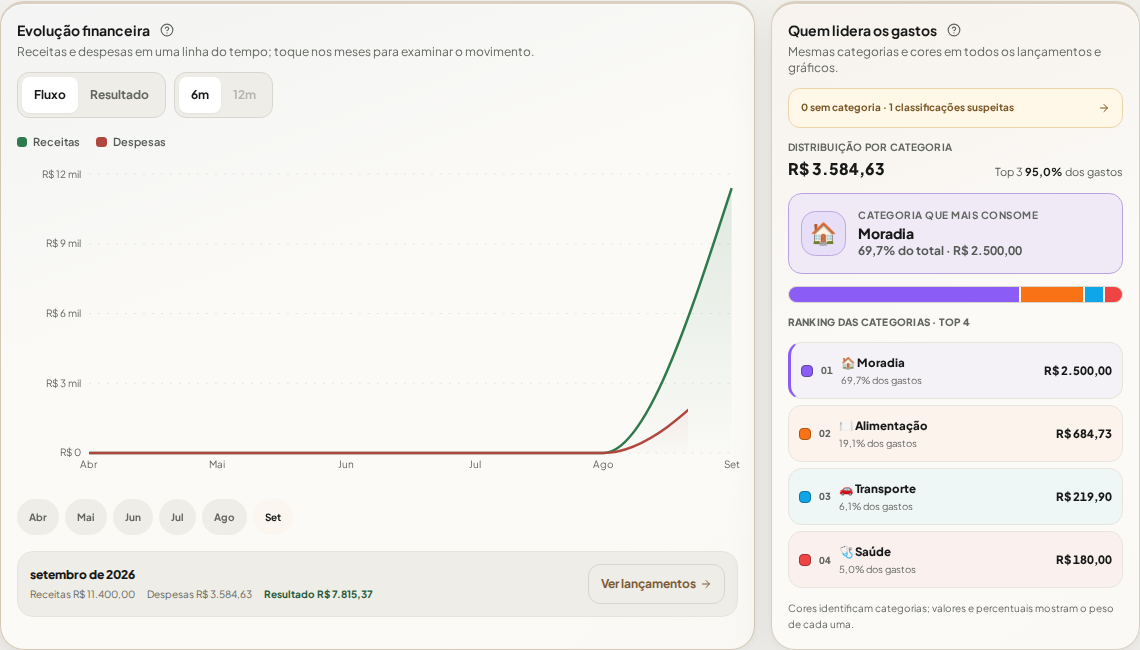 Evolução financeira
Receitas e despesas em uma linha do tempo; toque nos meses para examinar o movimento.
Fluxo Resultado 6m 12m
Receitas Despesas
R$ 12 mil
R$ 9 mil
R$ 6 mil
R$ 3 mil
R$ 0
Abr Mai Jun Jul Ago Set
Abr Mai Jun Jul Ago Set
setembro de 2026
Receitas R$ 11.400,00 Despesas R$ 3.584,63 Resultado R$ 7.815,37
Ver lançamentos →
Quem lidera os gastos
Mesmas categorias e cores em todos os lançamentos e
gráficos.
0 sem categoria · 1 classificações suspeitas →
DISTRIBUIÇÃO POR CATEGORIA
R$ 3.584,63
Top 3 95,0% dos gastos
CATEGORIA QUE MAIS CONSOME
Moradia
69,7% do total · R$ 2.500,00
RANKING DAS CATEGORIAS · TOP 4
01 Moradia R$ 2.500,00
69,7% dos gastos
02 Alimentação R$ 684,73
19,1% dos gastos
03 Transporte R$ 219,90
6,1% dos gastos
04 Saúde R$ 180,00
5,0% dos gastos
Cores identificam categorias; valores e percentuais mostram o peso
de cada uma.